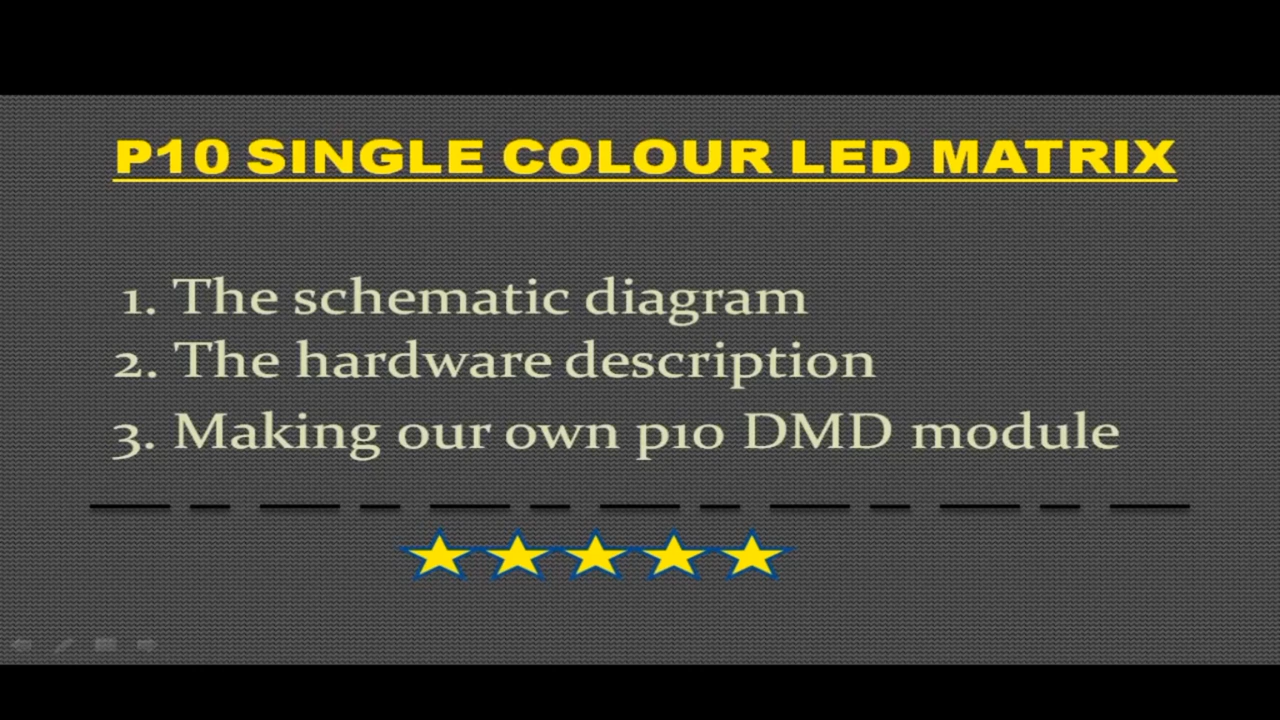 P10 SINGLE COLOUR LED MATRIX
1. The schematic diagram
2. The hardware description
3. Making our own p10 DMD module